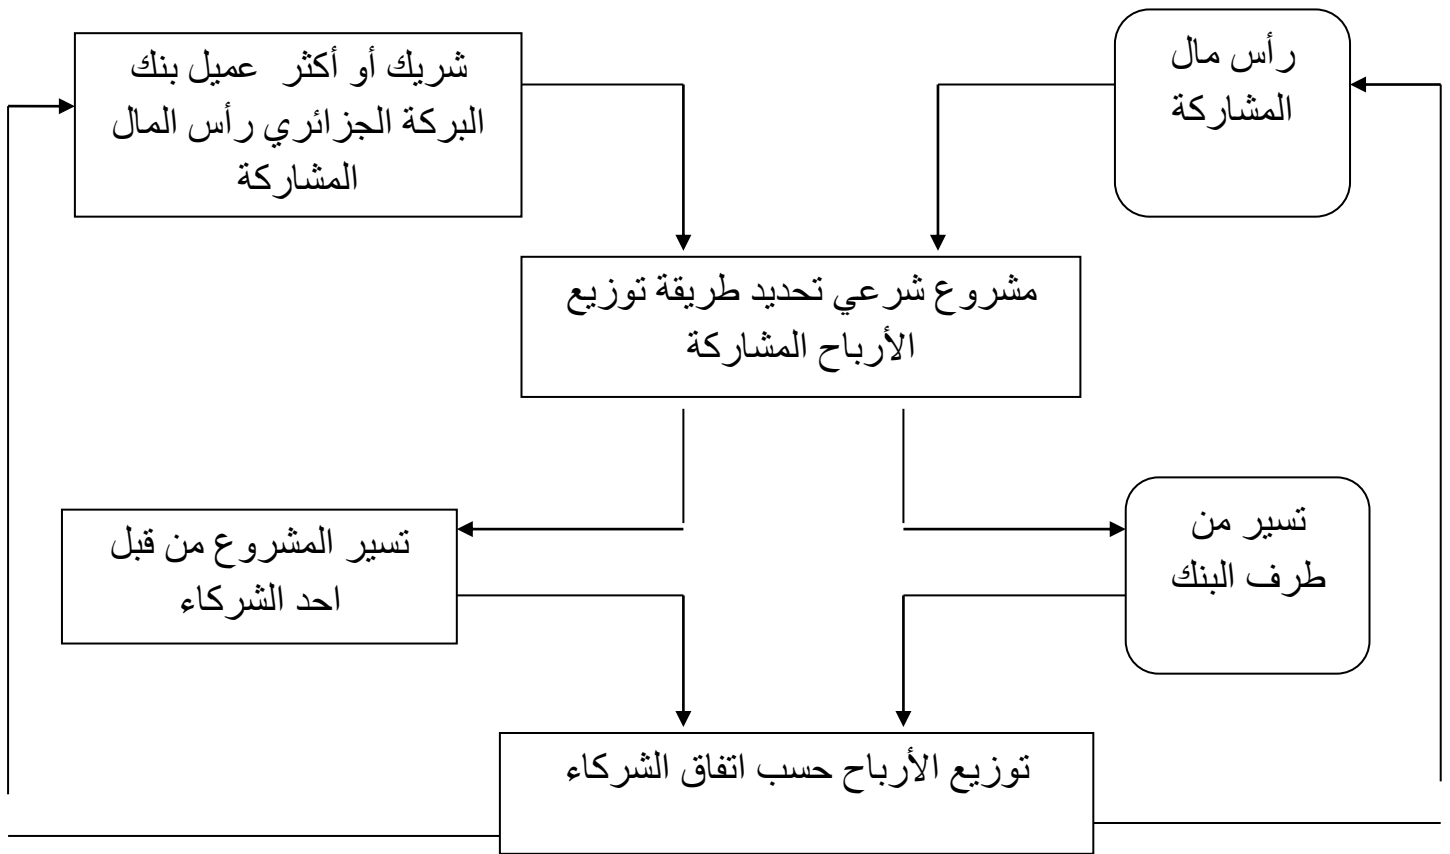 رأس مال
المشاركة
شريك أو أكثر عميل بنك
البركة الجزائري رأس المال
المشاركة
مشروع شرعي تحديد طريقة توزيع
الأرباح المشاركة
تسير من
طرف البنك
تسير المشروع من قبل
احد الشركاء
توزيع الأرباح حسب اتفاق الشركاء